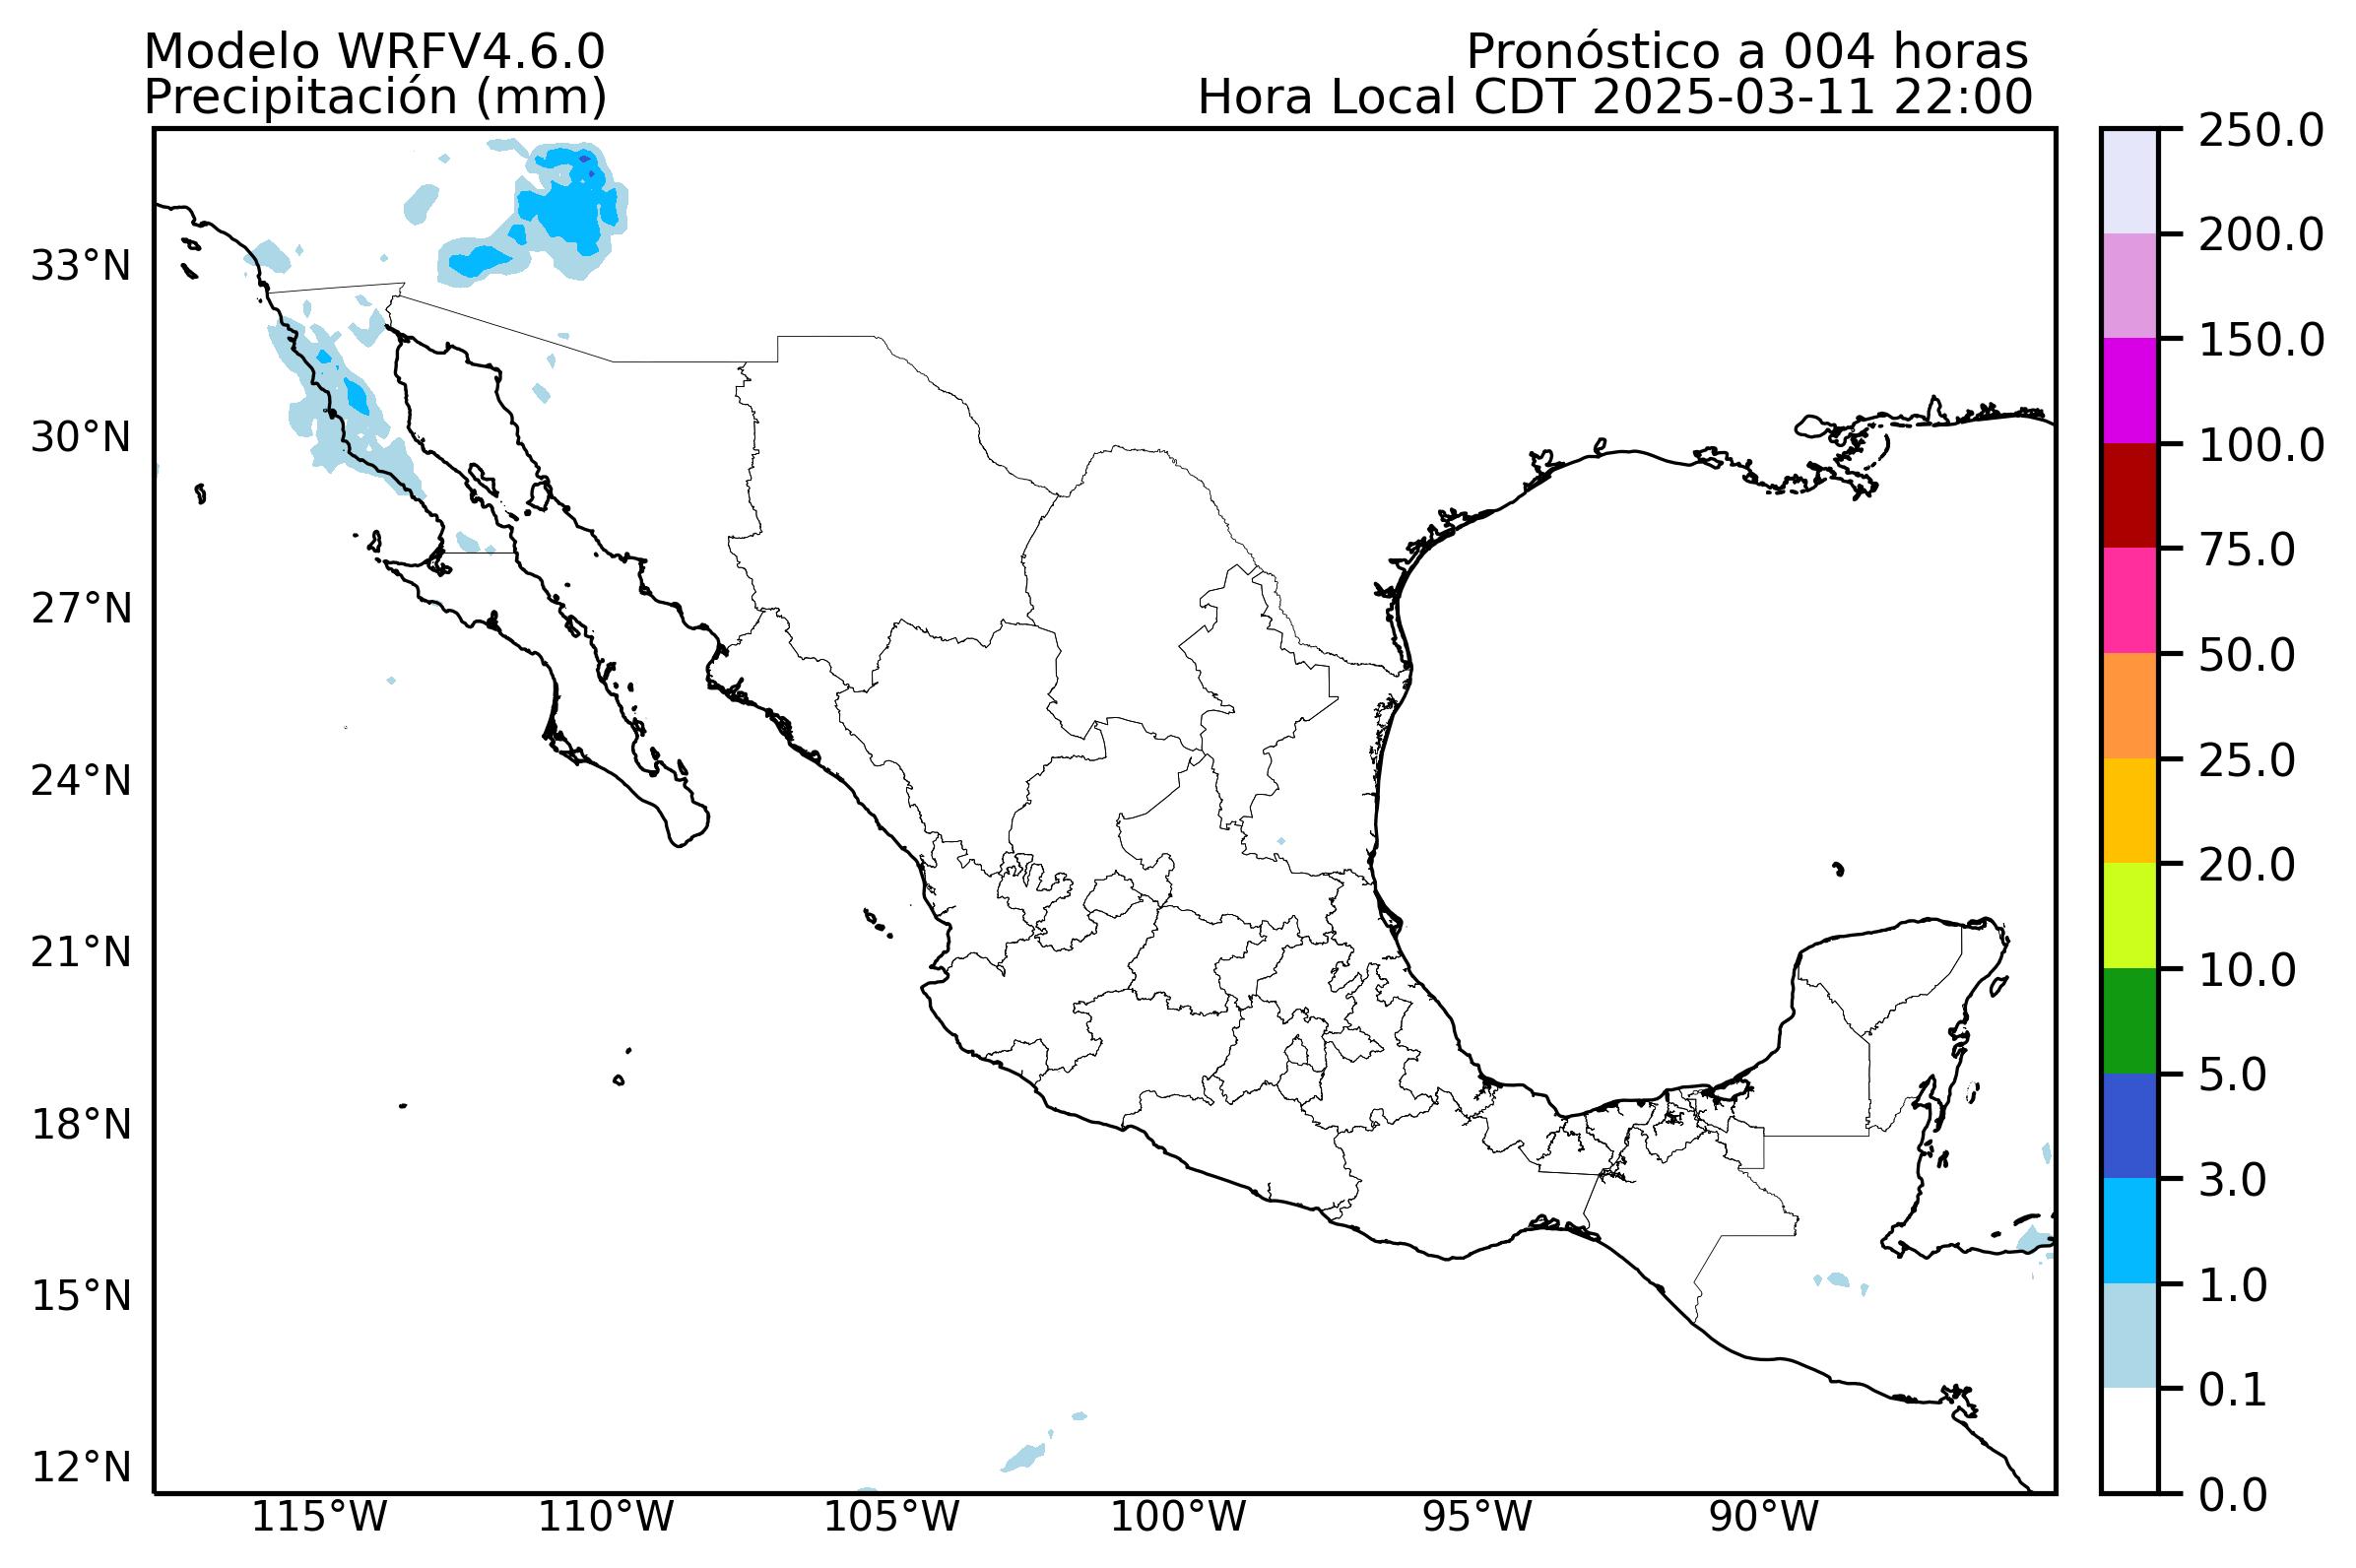 Modelo WRFV4.6.0
Precipitación (mm)
Pronóstico a 004 horas
Hora Local CDT 2025-03-11 22:00
33°N
30°N
27°N
24°N
21°N
18°N
15°N
12°N
115°W
110°W
105°W
100°W
95°W
90°W
250.0
200.0
150.0
100.0
75.0
50.0
25.0
20.0
10.0
5.0
3.0
1.0
0.1
0.0